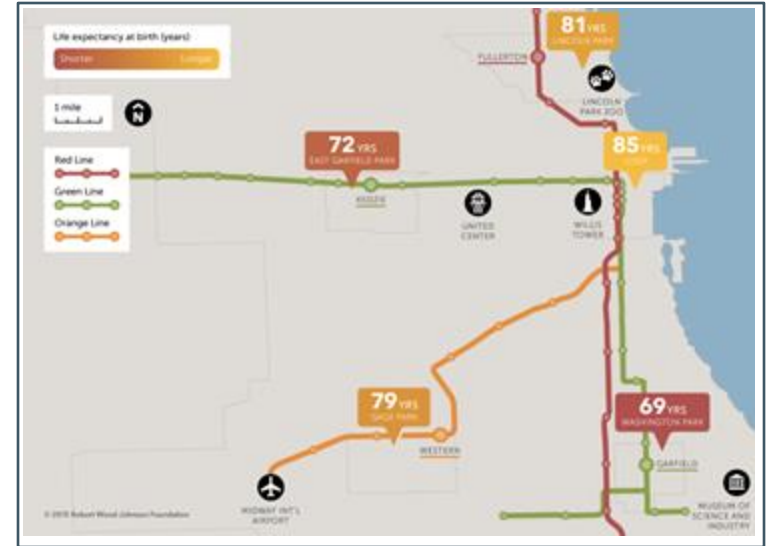 Life expectancy at birth (years)
Shorter
Longer
1 mile
N
Red Line
Green Line
Orange Line
81 YRS
LINCOLN PARK
FULLERTON
LINCOLN
PARK ZOO
72 YRS
EAST GARFIELD PARK
KEDZIE
85 YRS
LOOP
UNITED
CENTER
WILLIS
TOWER
79 YRS
GAGE PARK
WESTERN
69 YRS
WASHINGTON PARK
GARFIELD
MIDWAY INT'L
AIRPORT
MUSEUM OF
SCIENCE AND
INDUSTRY
Robert Wood Johnson Foundation